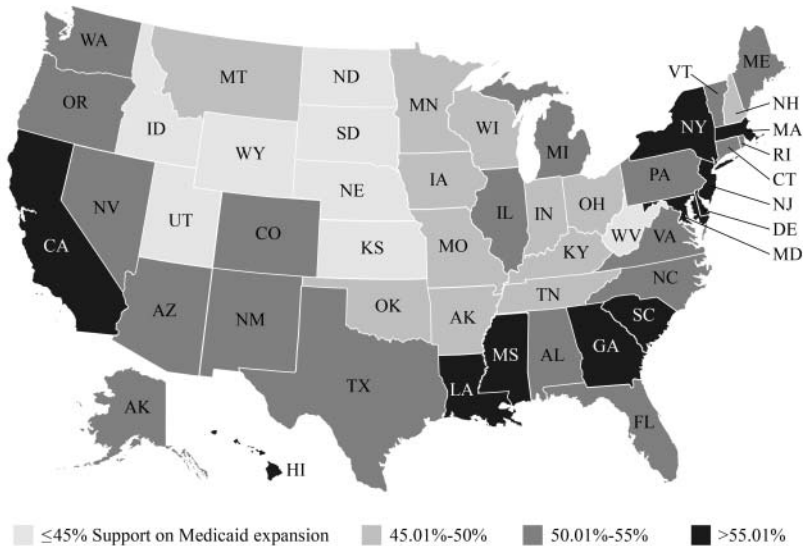 WA
MT
ND
MN
ME
VT
NH
OR
ID
SD
WI
NY
MA
WY
MI
RI
IA
PA
CT
NE
NV
IL
IN
OH
NJ
UT
CO
DE
CA
KS
MO
WV
VA
MD
KY
NC
AZ
NM
OK
TN
AK
SC
MS
AL
GA
TX
LA
AK
FL
HI
≤45% Support on Medicaid expansion 45.01%-50% 50.01%-55% >55.01%